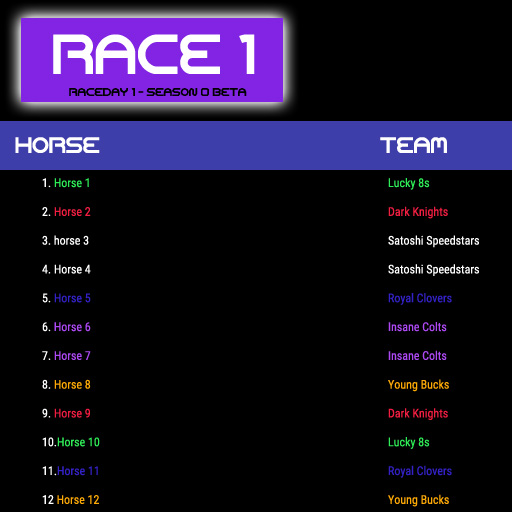 RACE 1
RACEDAY 1 - SEASON 0 BETA
HORSE TEAM
1. Horse 1 Lucky 8s
2. Horse 2 Dark Knights
3. horse 3 Satoshi Speedstars
4. Horse 4 Satoshi Speedstars
5. Horse 5 Royal Clovers
6. Horse 6 Insane Colts
7. Horse 7 Insane Colts
8. Horse 8 Young Bucks
9. Horse 9 Dark Knights
10.Horse 10 Lucky 8s
11.Horse 11 Royal Clovers
12 Horse 12 Young Bucks